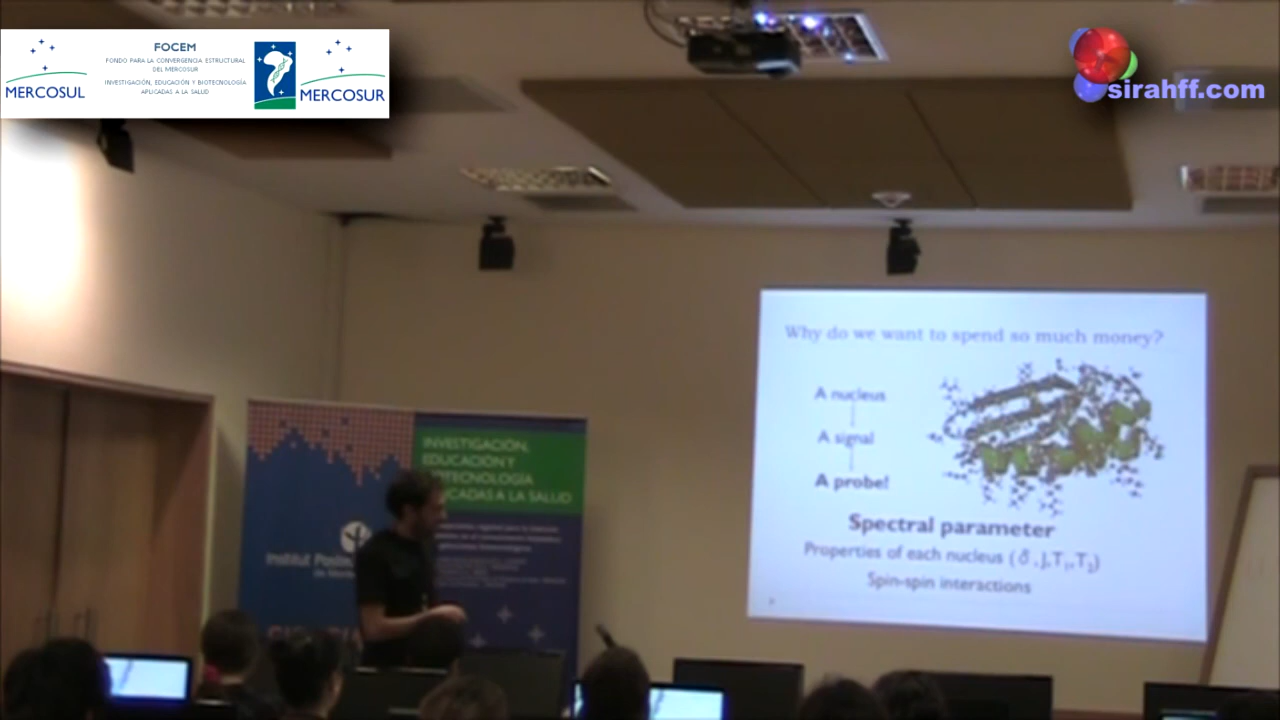 MERCOSUL
FOCEM
FONDO PARA LA CONVERGENCIA ESTRUCTURAL
DEL MERCOSUR
INVESTIGACIÓN, EDUCACIÓN Y BIOTECNOLOGÍA
APLICADAS A LA SALUD
MERCOSUR
sirahff.com
INVESTIGACIÓN,
EDUCACIÓN Y
A LA SALUD
Institut
Why do we want to spend so much money?
A nucleus
A signal
A probe!
Spectral parameter
Properties of each nucleus (δ, J,T₁,T₂)
Spin-spin interactions